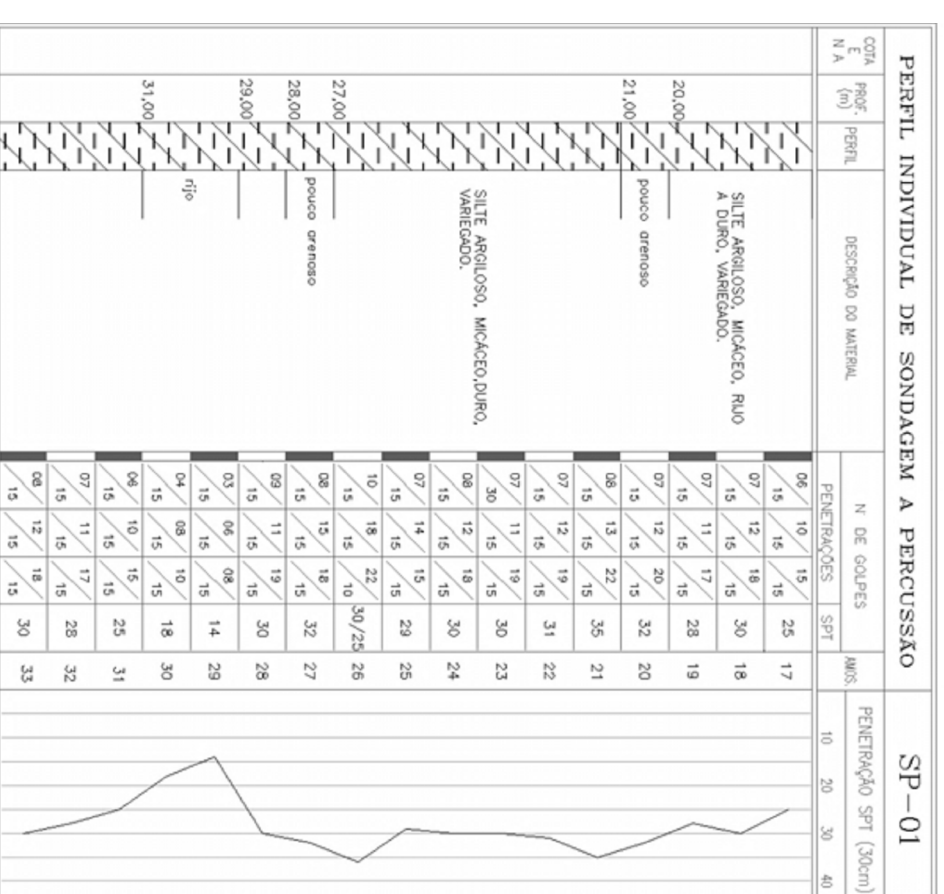 PERFIL INDIVIDUAL DE SONDAGEM A PERCUSSÃO SP-01
COTA E N A
PROF. (m)
PERFIL
DESCRIÇÃO DO MATERIAL
N DE GOLPES
PENETRAÇÕES SPT
AMOS.
PENETRAÇÃO SPT (30cm)
10 20 30 40
SILTE ARGILOSO, MICÁCEO, RIJO
A DURO, VARIEGADO.
20,00
pouco arenoso
21,00
SILTE ARGILOSO, MICÁCEO,DURO,
VARIEGADO.
27,00
pouco arenoso
28,00
29,00
rijo
31,00
06/15 10/15 15/15 25 17
07/15 12/15 18/15 30 18
07/15 11/15 17/15 28 19
07/15 12/15 20/15 32 20
08/15 13/15 22/15 35 21
07/15 12/15 19/15 31 22
07/30 11/15 19/15 30 23
08/15 12/15 18/15 30 24
07/15 14/15 15/15 29 25
10/15 18/15 22/10 30/25 26
08/15 15/15 18/15 32 27
09/15 11/15 19/15 30 28
03/15 06/15 08/15 14 29
04/15 08/15 10/15 18 30
06/15 10/15 15/15 25 31
07/15 11/15 17/15 28 32
08/15 12/15 18/15 30 33